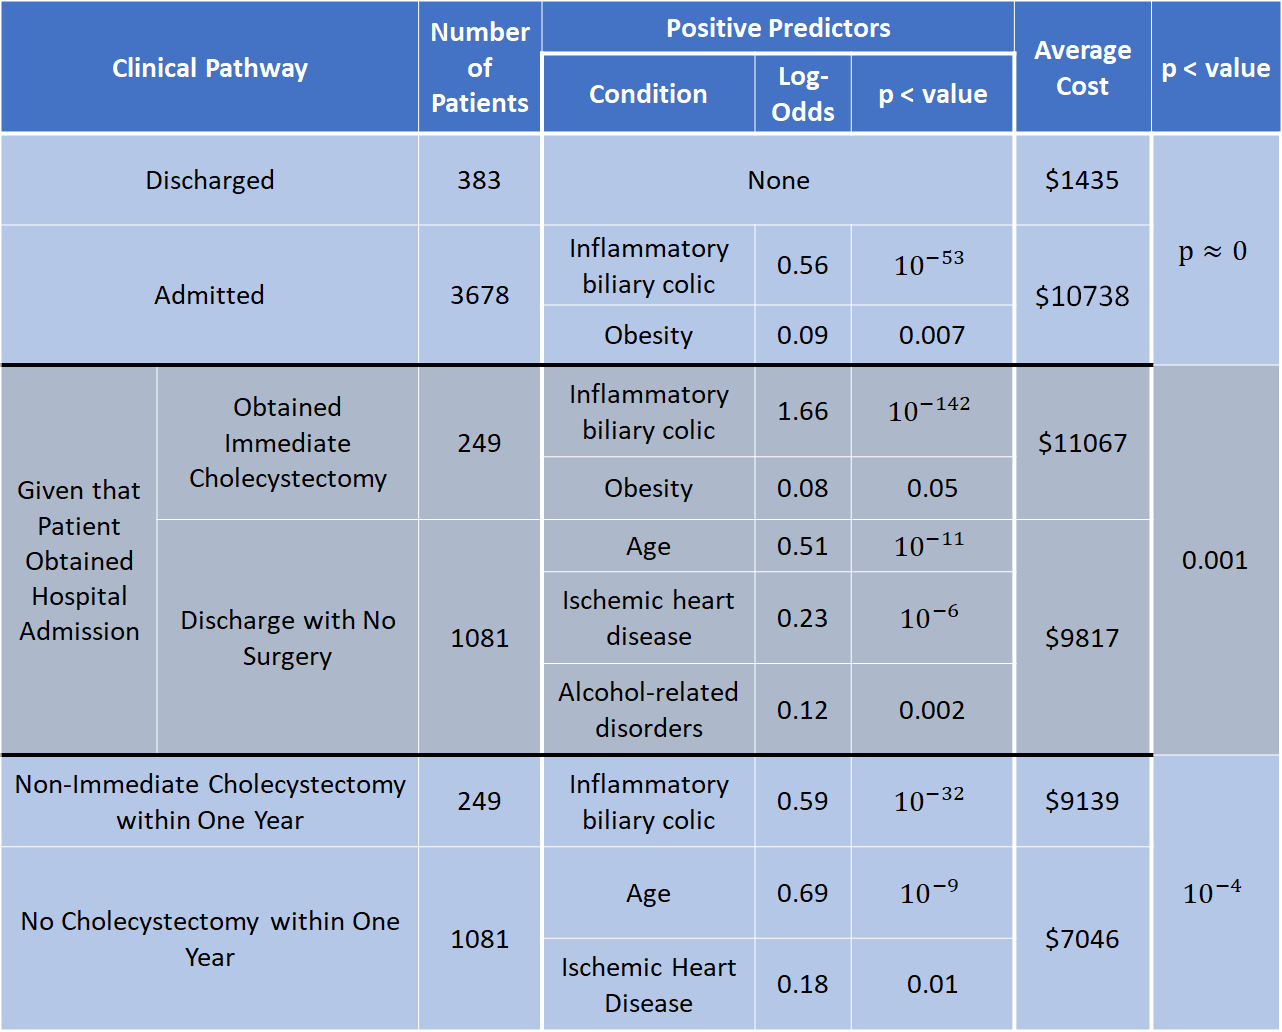 Clinical Pathway
Number
of
Patients
Positive Predictors
Condition
Log-
Odds
p < value
Average
Cost
p < value
Discharged
383
None
$1435
p ≈ 0
Admitted
3678
Inflammatory
biliary colic
0.56
10⁻⁵³
$10738
Obesity
0.09
0.007
Given that
Patient
Obtained
Hospital
Admission
Obtained
Immediate
Cholecystectomy
249
Inflammatory
biliary colic
1.66
10⁻¹⁴²
$11067
0.001
Obesity
0.08
0.05
Discharge with No
Surgery
1081
Age
0.51
10⁻¹¹
$9817
Ischemic heart
disease
0.23
10⁻⁶
Alcohol-related
disorders
0.12
0.002
Non-Immediate Cholecystectomy
within One Year
249
Inflammatory
biliary colic
0.59
10⁻³²
$9139
10⁻⁴
No Cholecystectomy within One
Year
1081
Age
0.69
10⁻⁹
$7046
Ischemic Heart
Disease
0.18
0.01